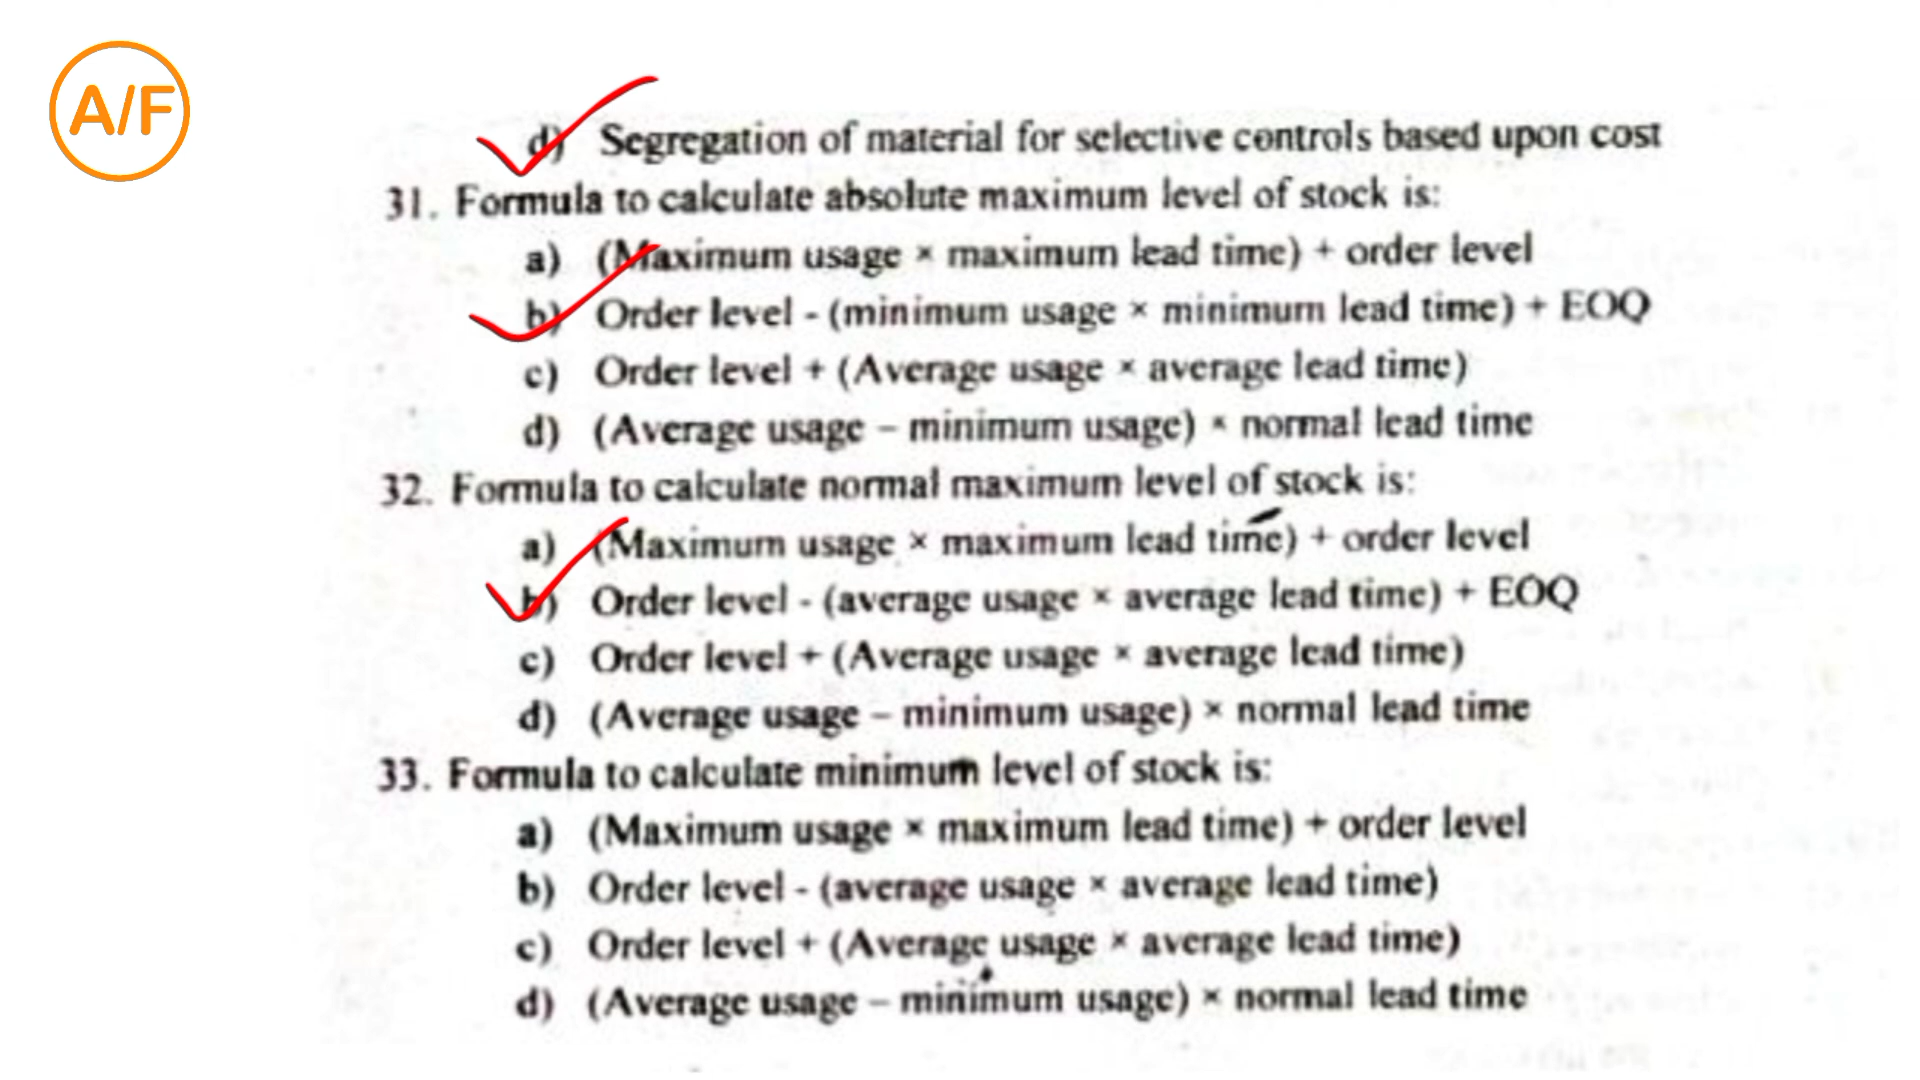 A/F
d) Segregation of material for selective controls based upon cost
31. Formula to calculate absolute maximum level of stock is:
a) (Maximum usage × maximum lead time) + order level
b) Order level - (minimum usage × minimum lead time) + EOQ
c) Order level + (Average usage × average lead time)
d) (Average usage – minimum usage) × normal lead time
32. Formula to calculate normal maximum level of stock is:
a) (Maximum usage × maximum lead time) + order level
b) Order level - (average usage × average lead time) + EOQ
c) Order level + (Average usage × average lead time)
d) (Average usage – minimum usage) × normal lead time
33. Formula to calculate minimum level of stock is:
a) (Maximum usage × maximum lead time) + order level
b) Order level - (average usage × average lead time)
c) Order level + (Average usage × average lead time)
d) (Average usage – minimum usage) × normal lead time